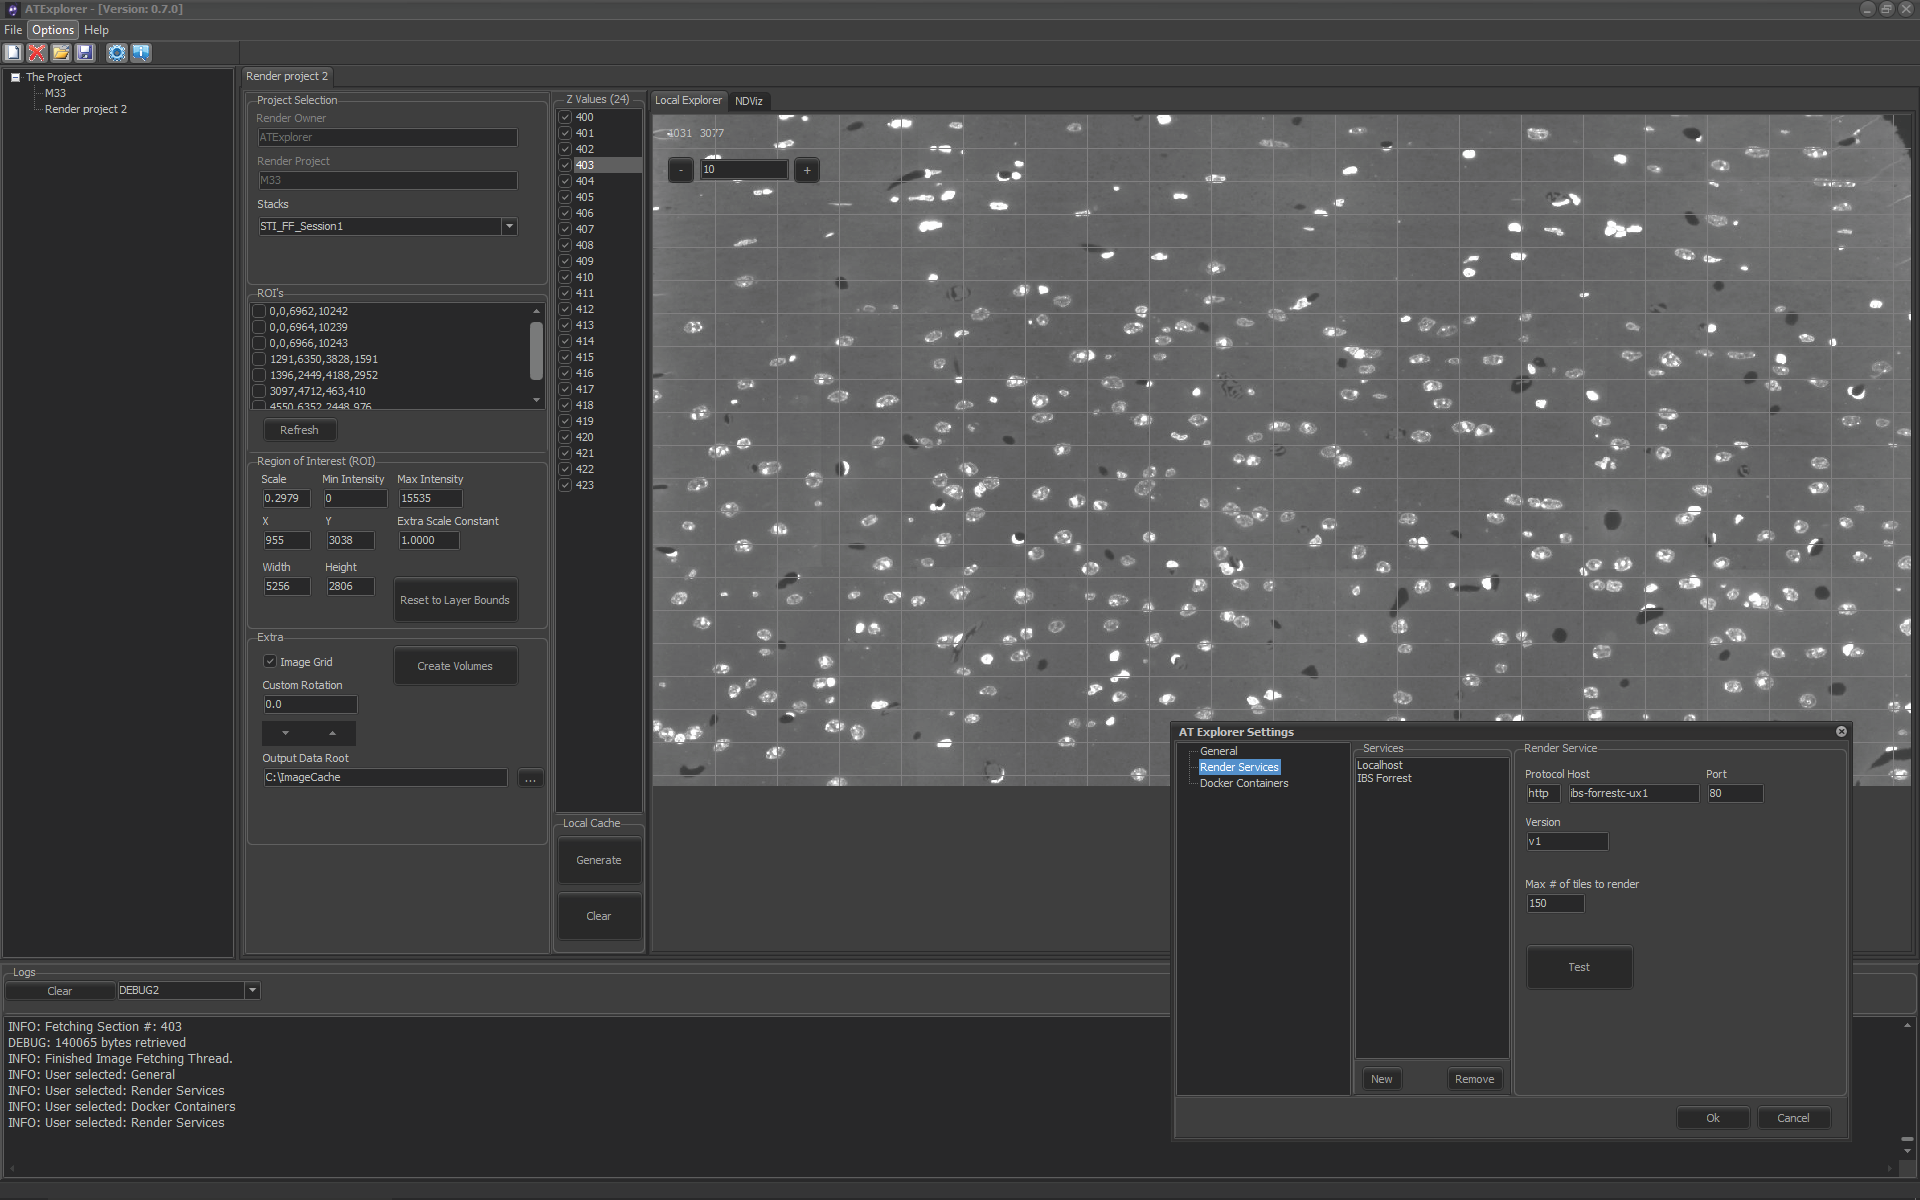 ATExplorer - [Version: 0.7.0]
File Options Help
The Project
M33
Render project 2
Render project 2
Project Selection
Render Owner
ATExplorer
Render Project
M33
Stacks
STI_FF_Session1
ROI's
0,0,6962,10242
0,0,6964,10239
0,0,6966,10243
1291,6350,3828,1591
1396,2449,4188,2952
3097,4712,463,410
4550,6352,2448,976
Refresh
Region of Interest (ROI)
Scale Min Intensity Max Intensity
0.2979 0 15535
X Y Extra Scale Constant
955 3038 1.0000
Width Height
5256 2806
Reset to Layer Bounds
Extra
Image Grid
Create Volumes
Custom Rotation
0.0
Output Data Root
C:\ImageCache
...
Z Values (24)
400
401
402
403
404
405
406
407
408
409
410
411
412
413
414
415
416
417
418
419
420
421
422
423
Local Cache
Generate
Clear
Local Explorer NDViz
1031 3077
- 10 +
AT Explorer Settings
General
Render Services
Docker Containers
Services
Localhost
IBS Forrest
New Remove
Render Service
Protocol Host Port
http ibs-forrestc-ux1 80
Version
v1
Max # of tiles to render
150
Test
Ok Cancel
Logs
Clear DEBUG2
INFO: Fetching Section #: 403
DEBUG: 140065 bytes retrieved
INFO: Finished Image Fetching Thread.
INFO: User selected: General
INFO: User selected: Render Services
INFO: User selected: Docker Containers
INFO: User selected: Render Services